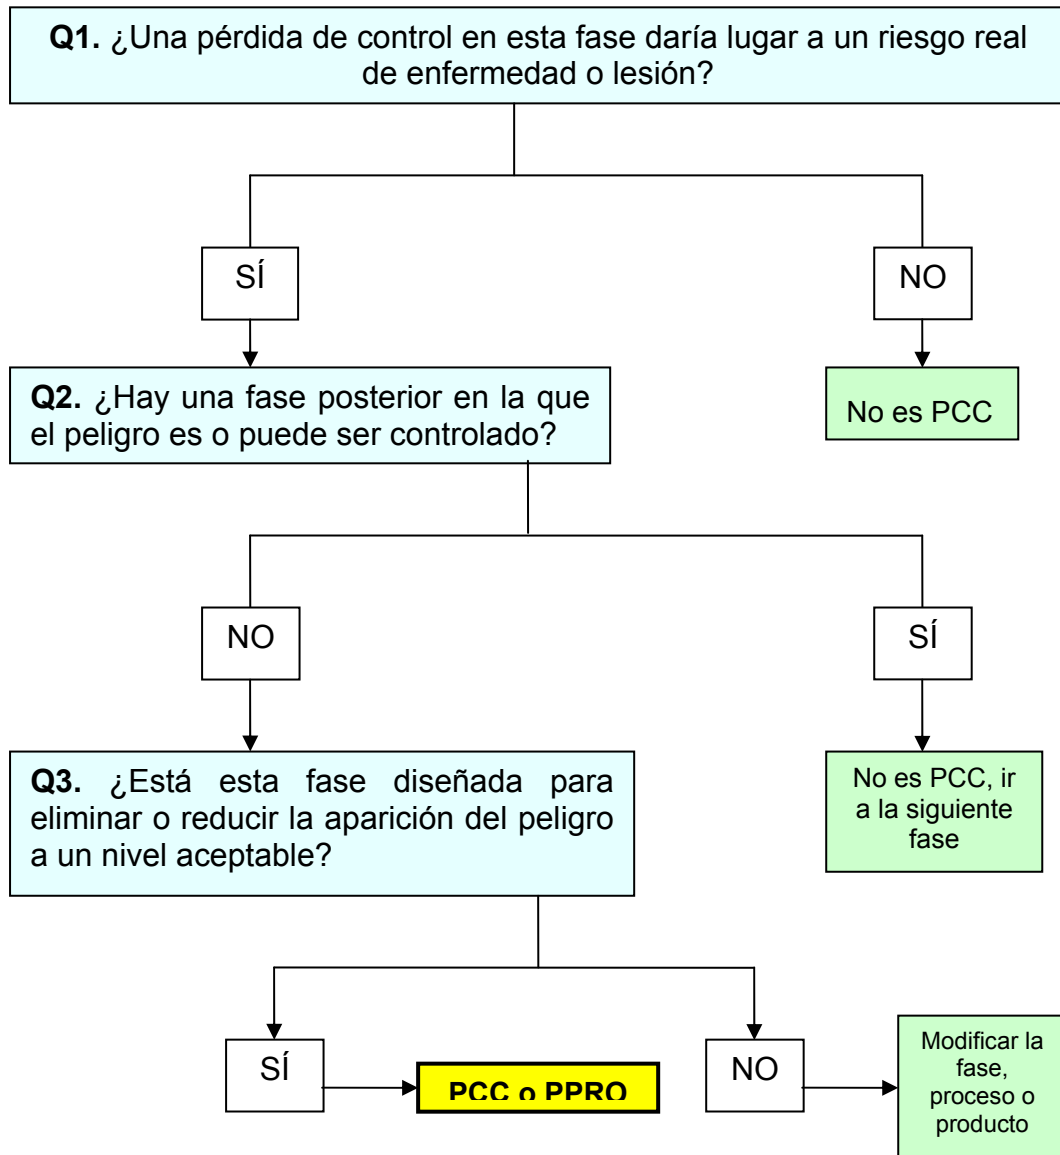 Q1. ¿Una pérdida de control en esta fase daría lugar a un riesgo real
de enfermedad o lesión?
SÍ
NO
Q2. ¿Hay una fase posterior en la que
el peligro es o puede ser controlado?
No es PCC
NO
SÍ
Q3. ¿Está esta fase diseñada para
eliminar o reducir la aparición del peligro
a un nivel aceptable?
No es PCC, ir
a la siguiente
fase
SÍ
PCC o PPRO
NO
Modificar la
fase,
proceso o
producto